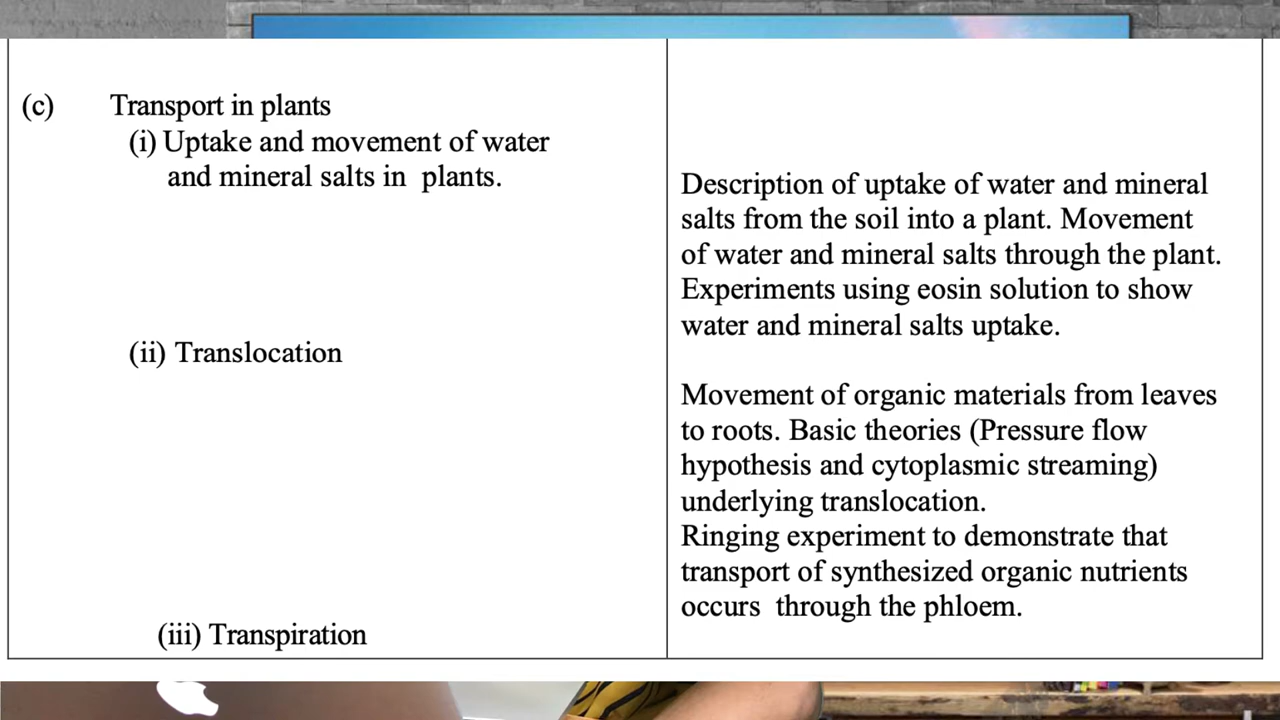 (c) Transport in plants
(i) Uptake and movement of water
and mineral salts in plants.
Description of uptake of water and mineral
salts from the soil into a plant. Movement
of water and mineral salts through the plant.
Experiments using eosin solution to show
water and mineral salts uptake.
(ii) Translocation
Movement of organic materials from leaves
to roots. Basic theories (Pressure flow
hypothesis and cytoplasmic streaming)
underlying translocation.
Ringing experiment to demonstrate that
transport of synthesized organic nutrients
occurs through the phloem.
(iii) Transpiration